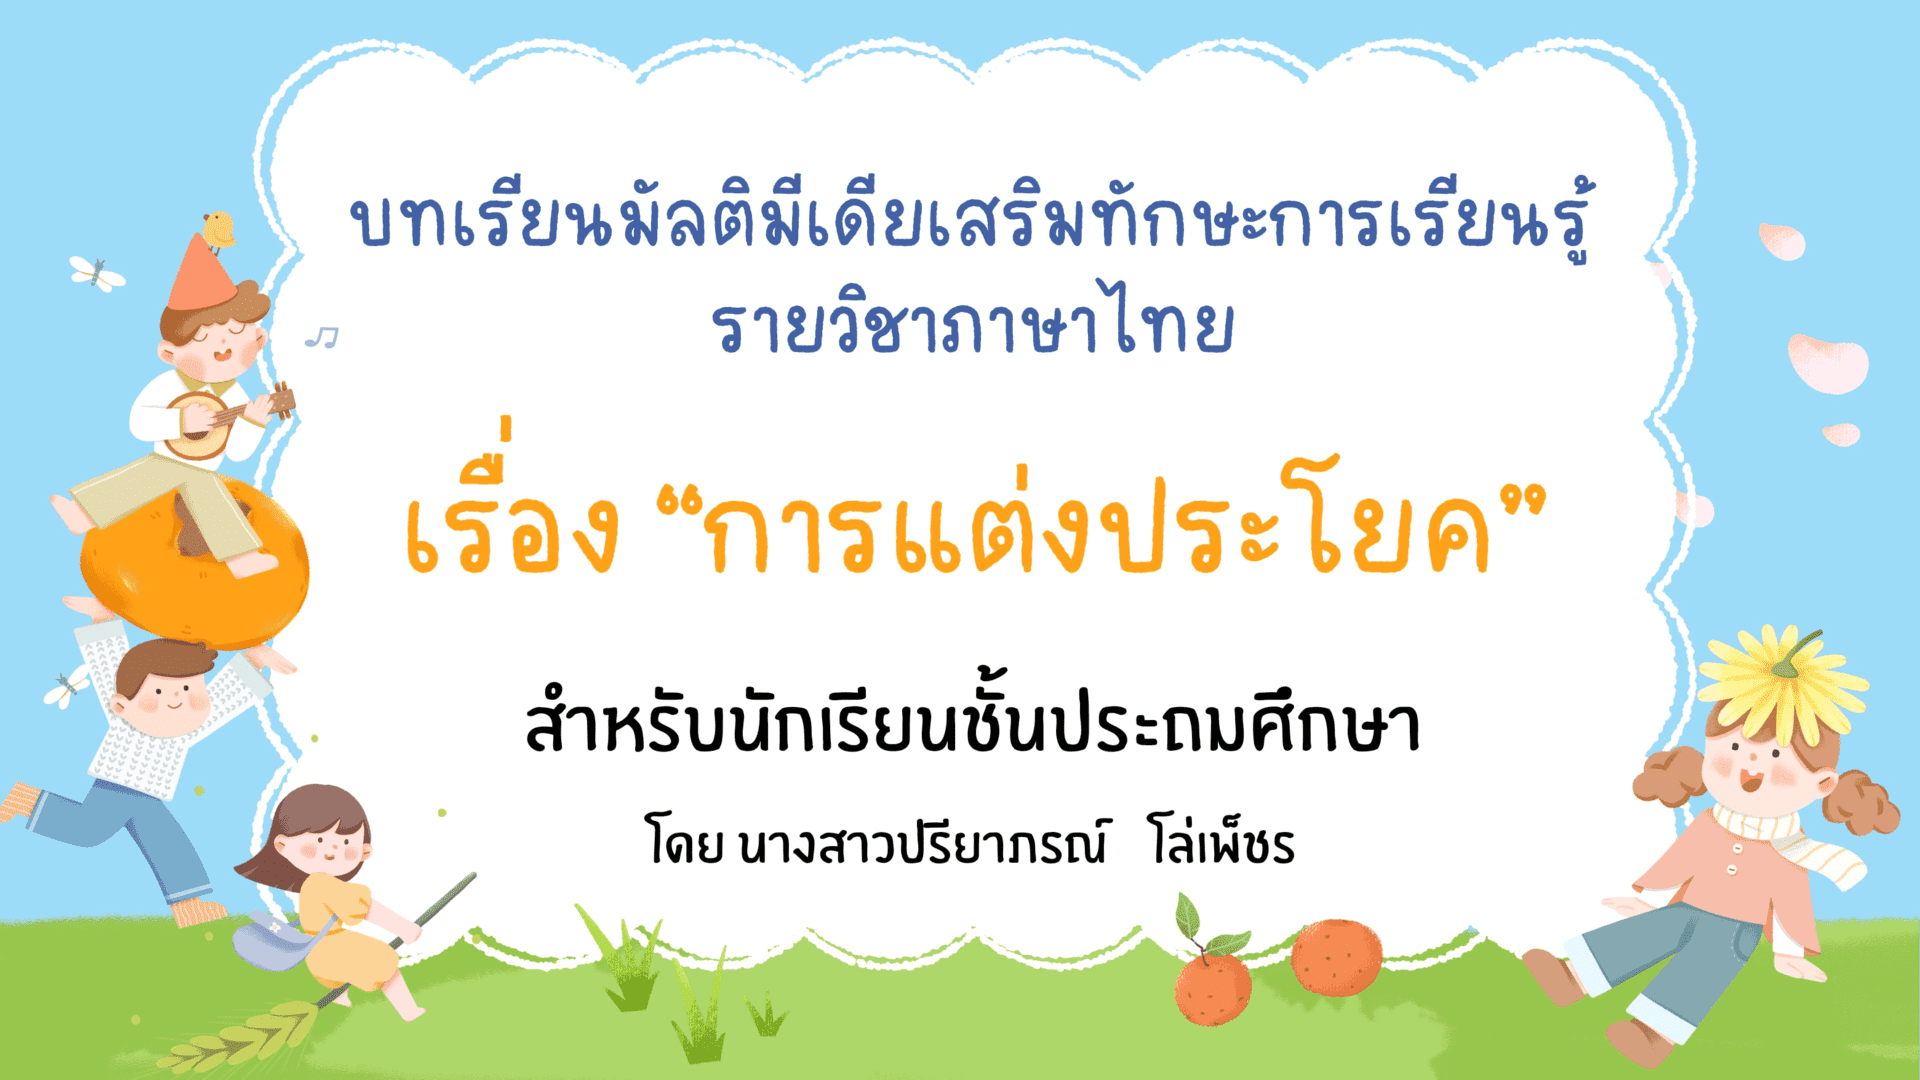 บทเรียนมัลติมีเดียเสริมทักษะการเรียนรู้
รายวิชาภาษาไทย
เรื่อง “การแต่งประโยค”
สำหรับนักเรียนชั้นประถมศึกษา
โดย นางสาวปรียาภรณ์ โล่เพ็ชร